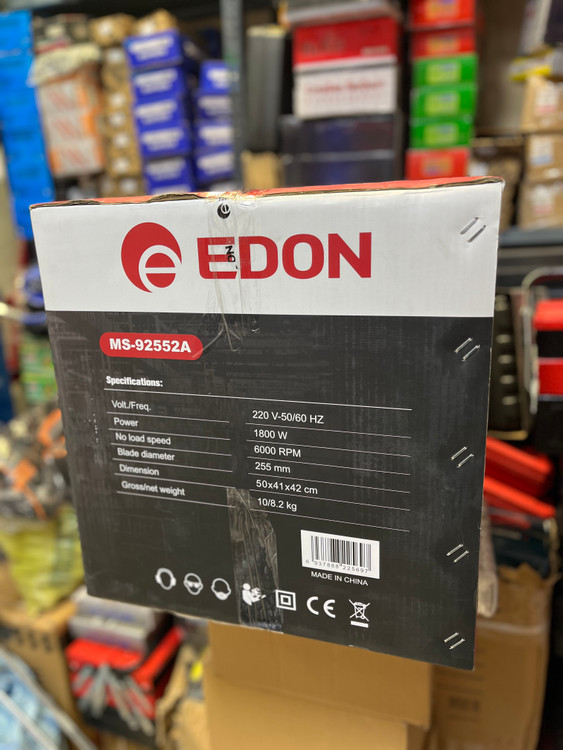 EDON
MS-92552A
Specifications:
Volt./Freq. 220 V-50/60 HZ
Power 1800 W
No load speed 6000 RPM
Blade diameter 255 mm
Dimension 50x41x42 cm
Gross/net weight 10/8.2 kg
MADE IN CHINA
CE